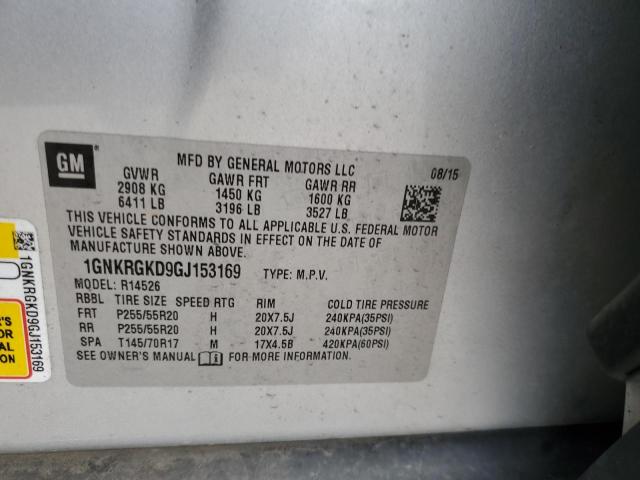 GM
MFD BY GENERAL MOTORS LLC 08/15
GVWR GAWR FRT GAWR RR
2908 KG 1450 KG 1600 KG
6411 LB 3196 LB 3527 LB
THIS VEHICLE CONFORMS TO ALL APPLICABLE U.S. FEDERAL MOTOR
VEHICLE SAFETY STANDARDS IN EFFECT ON THE DATE OF
MANUFACTURE SHOWN ABOVE.
1GNKRGKD9GJ153169 TYPE: M.P.V.
MODEL: R14526
RBBL TIRE SIZE SPEED RTG RIM COLD TIRE PRESSURE
FRT P255/55R20 H 20X7.5J 240KPA(35PSI)
RR P255/55R20 H 20X7.5J 240KPA(35PSI)
SPA T145/70R17 M 17X4.5B 420KPA(60PSI)
SEE OWNER'S MANUAL FOR MORE INFORMATION
1GNKRGKD9GJ153169